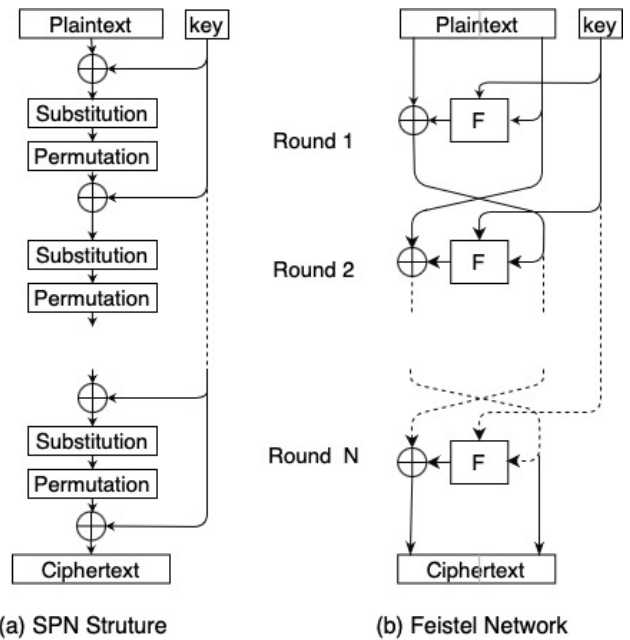 Plaintext
key
Substitution
Permutation
Substitution
Permutation
Substitution
Permutation
Ciphertext
(a) SPN Struture
Plaintext
key
F
Round 1
F
Round 2
F
Round N
Ciphertext
(b) Feistel Network